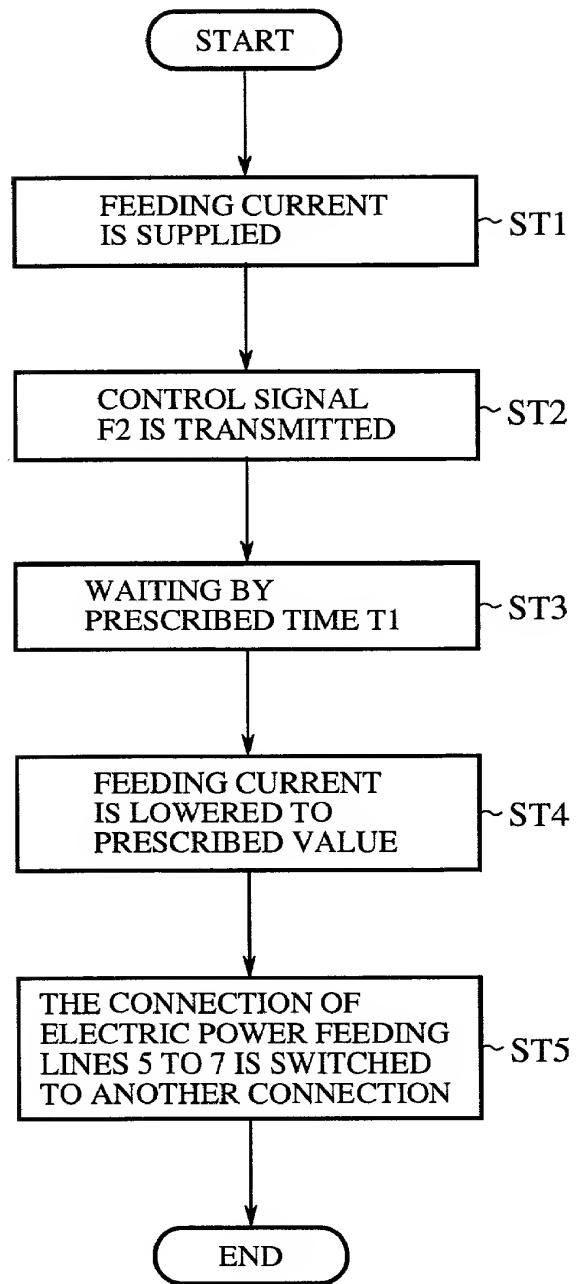 START
FEEDING CURRENT
IS SUPPLIED
ST1
CONTROL SIGNAL
F2 IS TRANSMITTED
ST2
WAITING BY
PRESCRIBED TIME T1
ST3
FEEDING CURRENT
IS LOWERED TO
PRESCRIBED VALUE
ST4
THE CONNECTION OF
ELECTRIC POWER FEEDING
LINES 5 TO 7 IS SWITCHED
TO ANOTHER CONNECTION
ST5
END